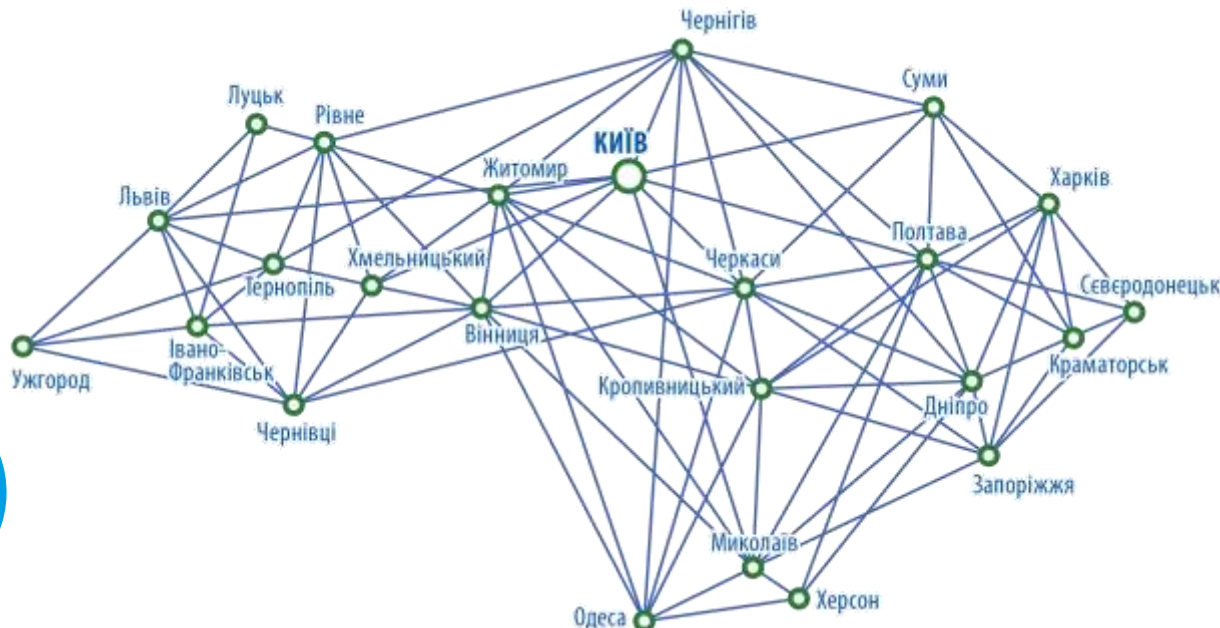 Чернігів
Суми
Луцьк
Рівне
КИЇВ
Житомир
Харків
Львів
Полтава
Хмельницький
Черкаси
Тернопіль
Сєвєродонецьк
Вінниця
Івано-
Франківськ
Краматорськ
Ужгород
Кропивницький
Дніпро
Чернівці
Запоріжжя
Миколаїв
Херсон
Одеса